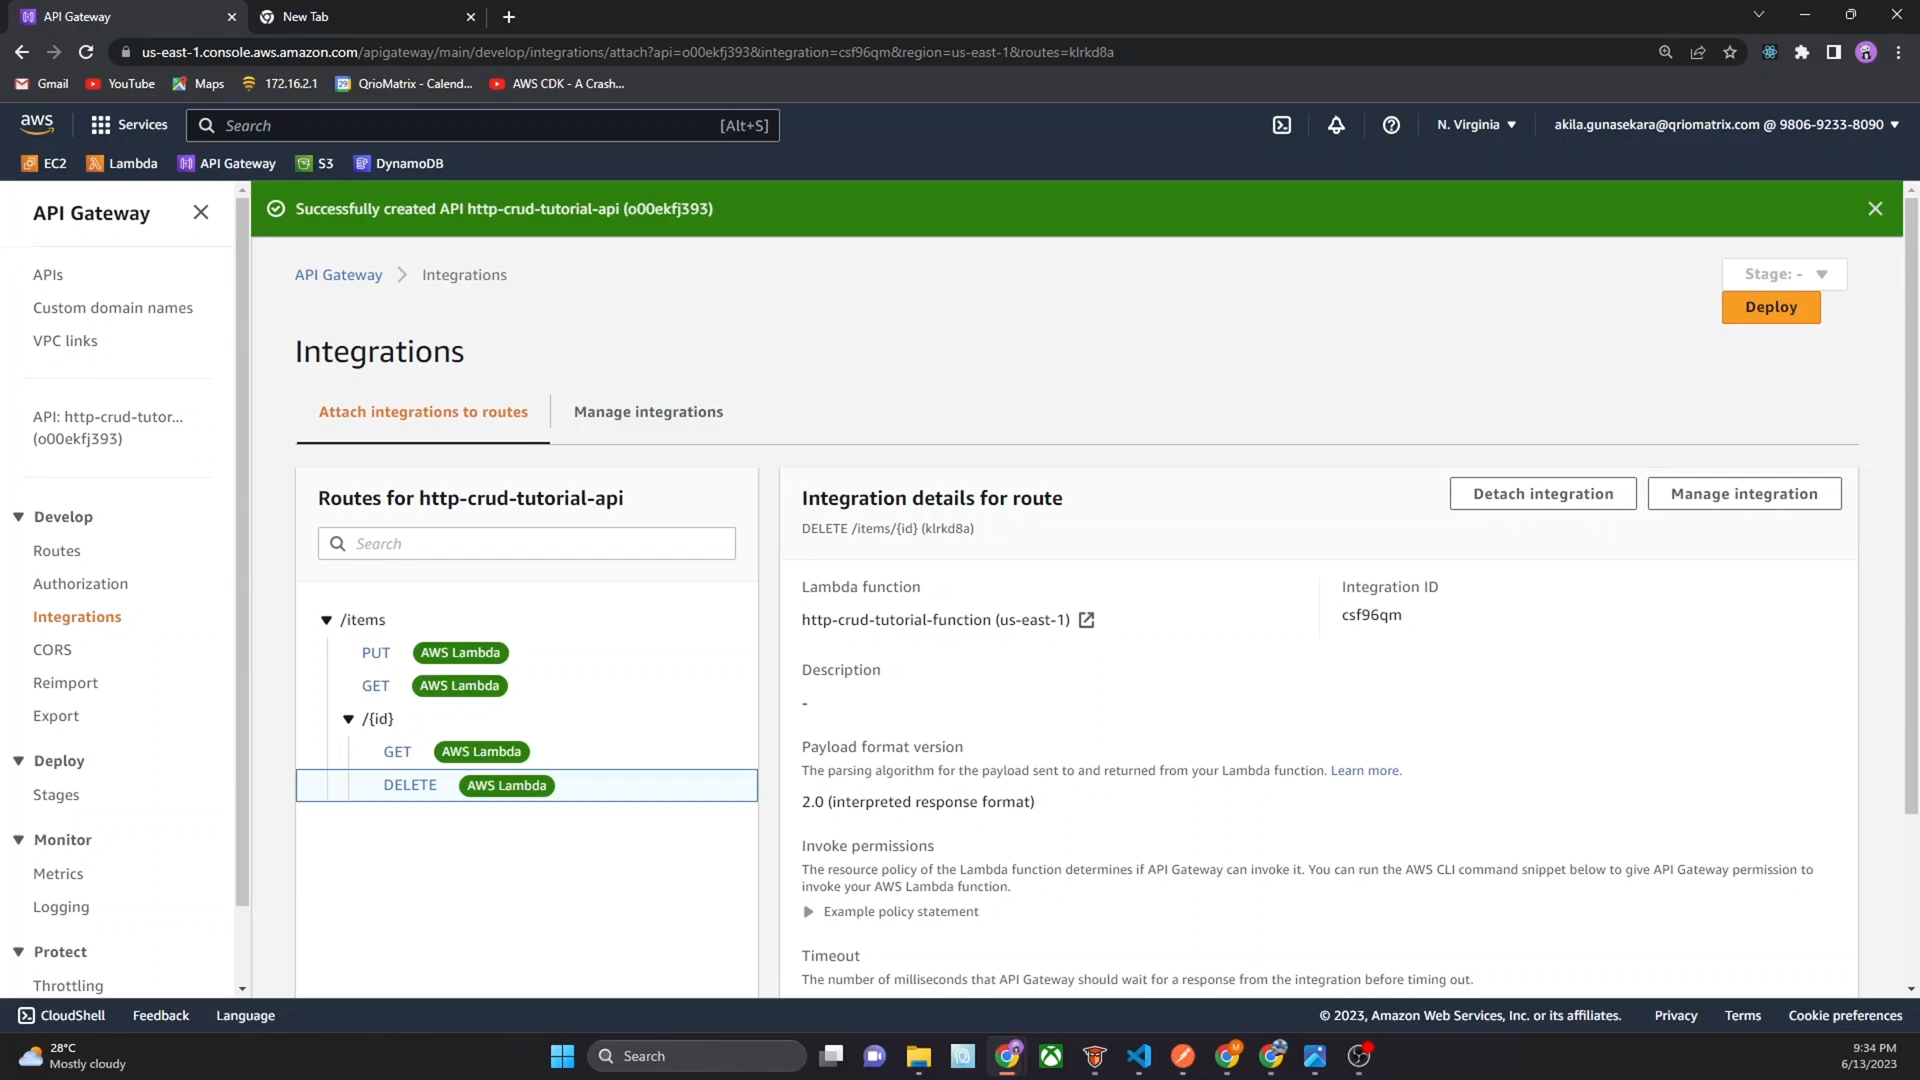 API Gateway
New Tab
us-east-1.console.aws.amazon.com/apigateway/main/develop/integrations/attach?api=o00ekfj393&integration=csf96qm&region=us-east-1&routes=klrkd8a
Gmail
YouTube
Maps
172.16.2.1
QrioMatrix - Calend...
AWS CDK - A Crash...
aws
Services
Search
[Alt+S]
N. Virginia
akila.gunasekara@qriomatrix.com @ 9806-9233-8090
EC2
Lambda
API Gateway
S3
DynamoDB
API Gateway
Successfully created API http-crud-tutorial-api (o00ekfj393)
APIs
Custom domain names
VPC links
API: http-crud-tutor...
(o00ekfj393)
Develop
Routes
Authorization
Integrations
CORS
Reimport
Export
Deploy
Stages
Monitor
Metrics
Logging
Protect
Throttling
API Gateway
Integrations
Stage: -
Deploy
Integrations
Attach integrations to routes
Manage integrations
Routes for http-crud-tutorial-api
Search
/items
PUT AWS Lambda
GET AWS Lambda
/{id}
GET AWS Lambda
DELETE AWS Lambda
Integration details for route
DELETE /items/{id} (klrkd8a)
Detach integration
Manage integration
Lambda function
http-crud-tutorial-function (us-east-1)
Integration ID
csf96qm
Description
-
Payload format version
The parsing algorithm for the payload sent to and returned from your Lambda function. Learn more.
2.0 (interpreted response format)
Invoke permissions
The resource policy of the Lambda function determines if API Gateway can invoke it. You can run the AWS CLI command snippet below to give API Gateway permission to
invoke your AWS Lambda function.
Example policy statement
Timeout
The number of milliseconds that API Gateway should wait for a response from the integration before timing out.
CloudShell
Feedback
Language
© 2023, Amazon Web Services, Inc. or its affiliates.
Privacy
Terms
Cookie preferences
28°C
Mostly cloudy
Search
M
9:34 PM
6/13/2023